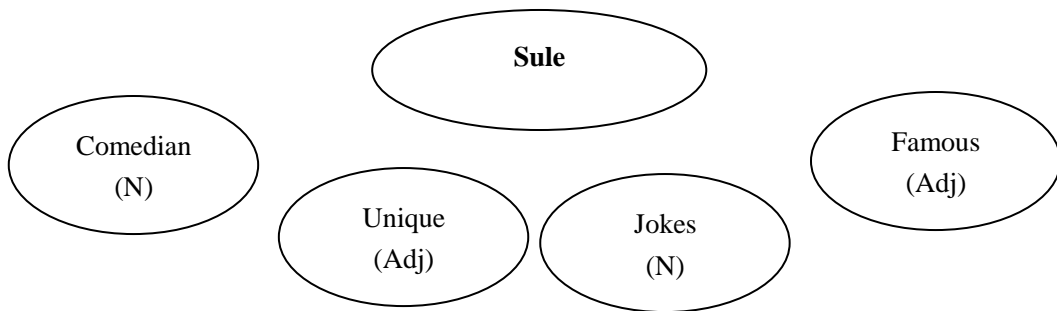 Sule
Comedian
(N)
Unique
(Adj)
Jokes
(N)
Famous
(Adj)